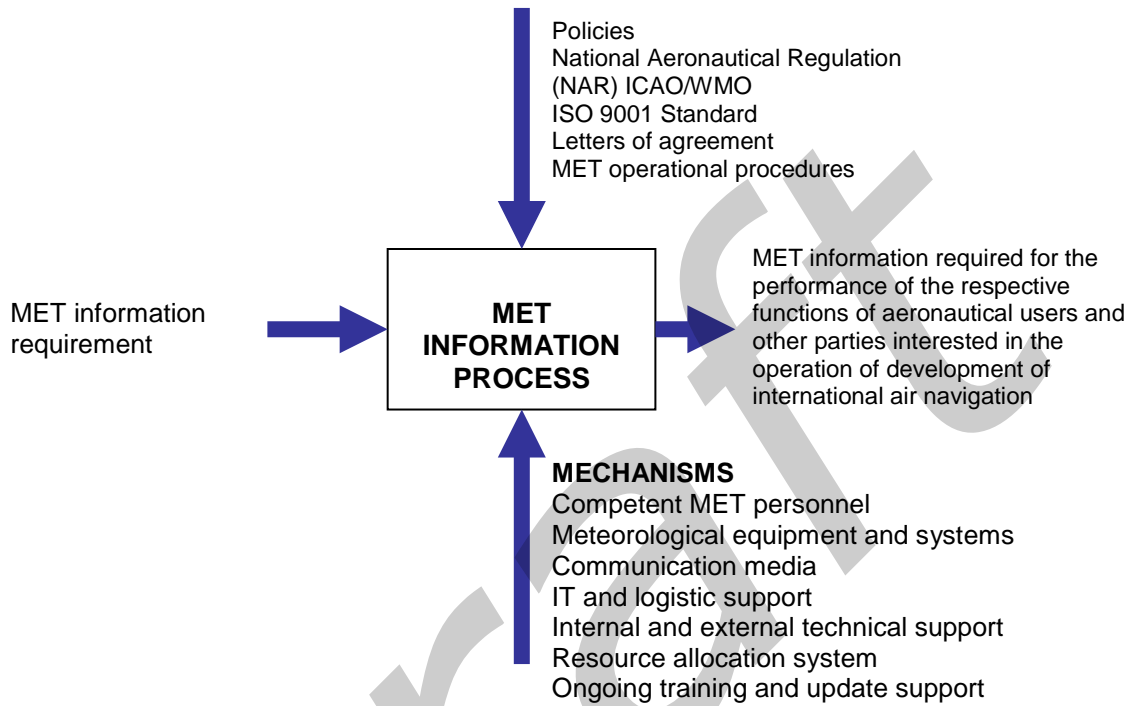 Policies
National Aeronautical Regulation
(NAR) ICAO/WMO
ISO 9001 Standard
Letters of agreement
MET operational procedures
MET information
requirement
MET
INFORMATION
PROCESS
MET information required for the
performance of the respective
functions of aeronautical users and
other parties interested in the
operation of development of
international air navigation
MECHANISMS
Competent MET personnel
Meteorological equipment and systems
Communication media
IT and logistic support
Internal and external technical support
Resource allocation system
Ongoing training and update support
raft